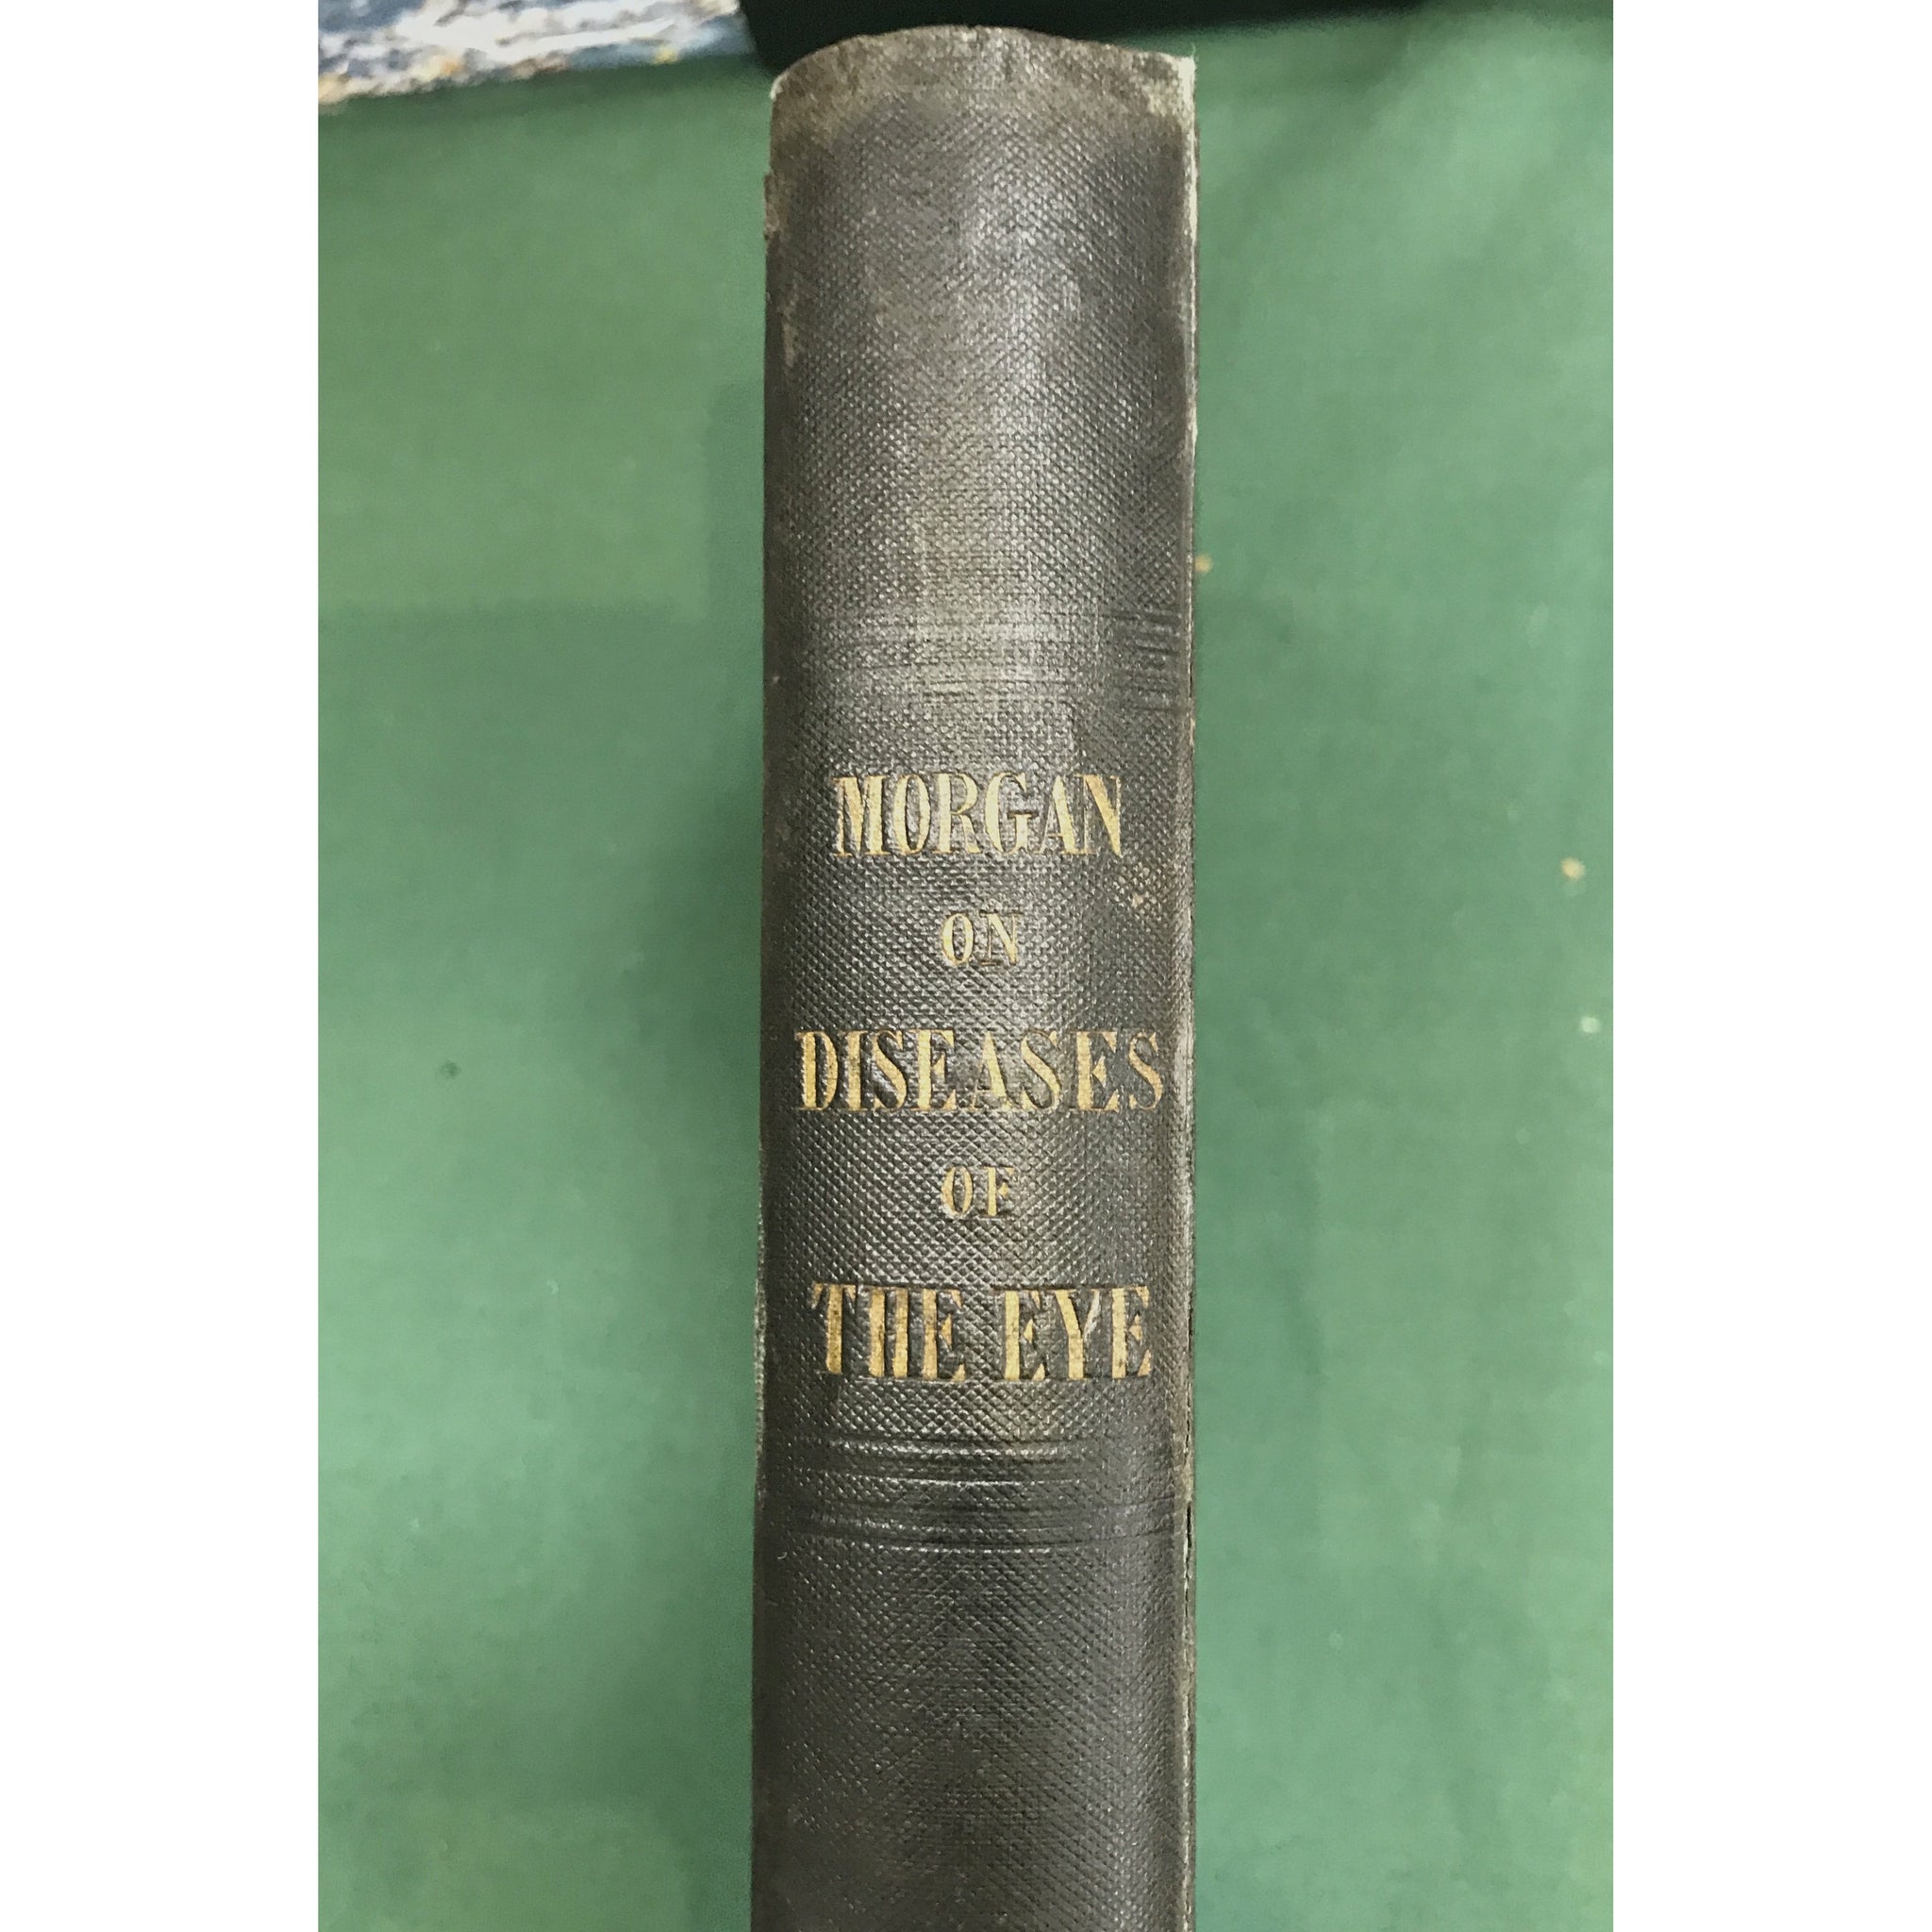 MORGAN
ON
DISEASES
OF
THE EYE